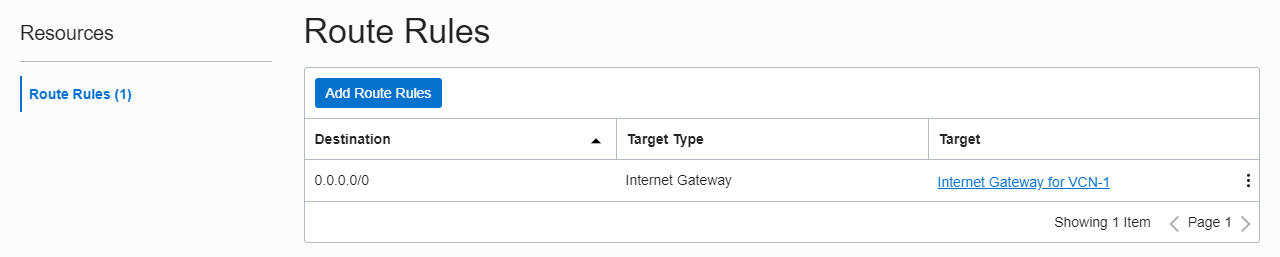 Resources
Route Rules (1)
Route Rules
Add Route Rules
Destination Target Type Target
0.0.0.0/0 Internet Gateway Internet Gateway for VCN-1
Showing 1 Item Page 1